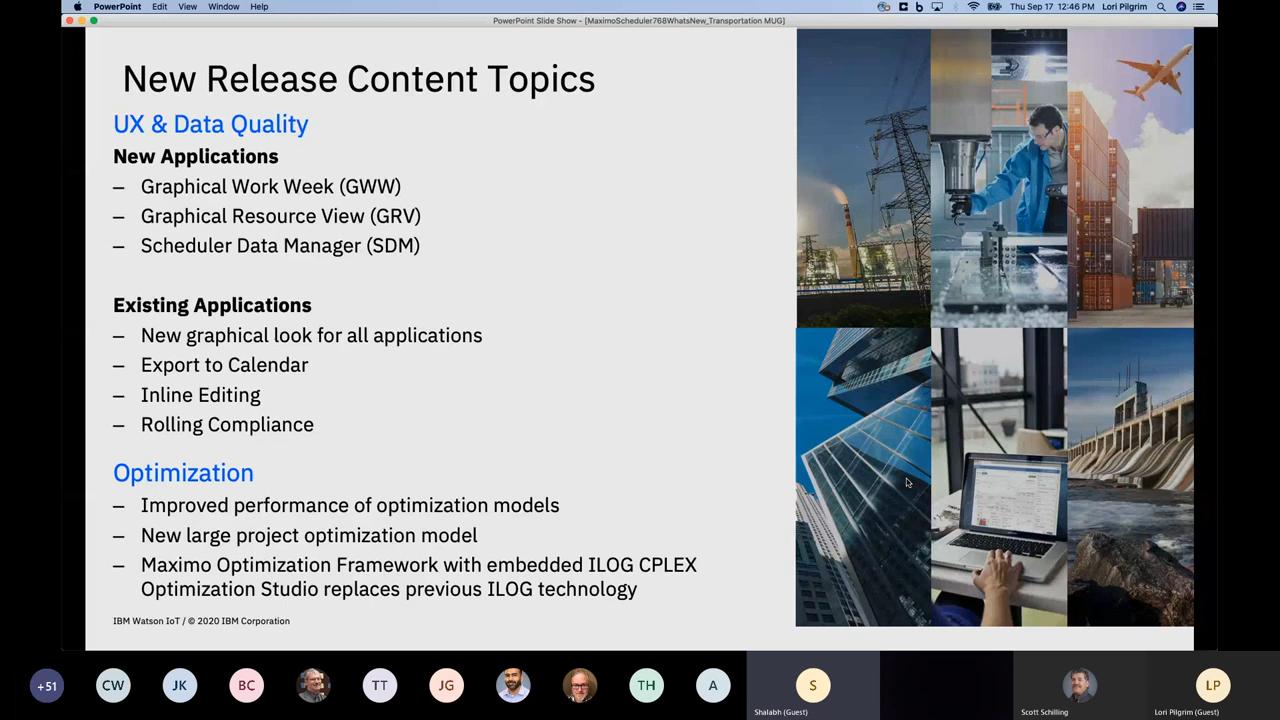 PowerPoint Edit View Window Help
Thu Sep 17 12:46 PM Lori Pilgrim
PowerPoint Slide Show - [MaximoScheduler768WhatsNew_Transportation MUG]
New Release Content Topics
UX & Data Quality
New Applications
– Graphical Work Week (GWW)
– Graphical Resource View (GRV)
– Scheduler Data Manager (SDM)
Existing Applications
– New graphical look for all applications
– Export to Calendar
– Inline Editing
– Rolling Compliance
Optimization
– Improved performance of optimization models
– New large project optimization model
– Maximo Optimization Framework with embedded ILOG CPLEX
Optimization Studio replaces previous ILOG technology
IBM Watson IoT / © 2020 IBM Corporation
+51 CW JK BC TT JG TH A S LP
Shalabh (Guest) Scott Schilling Lori Pilgrim (Guest)